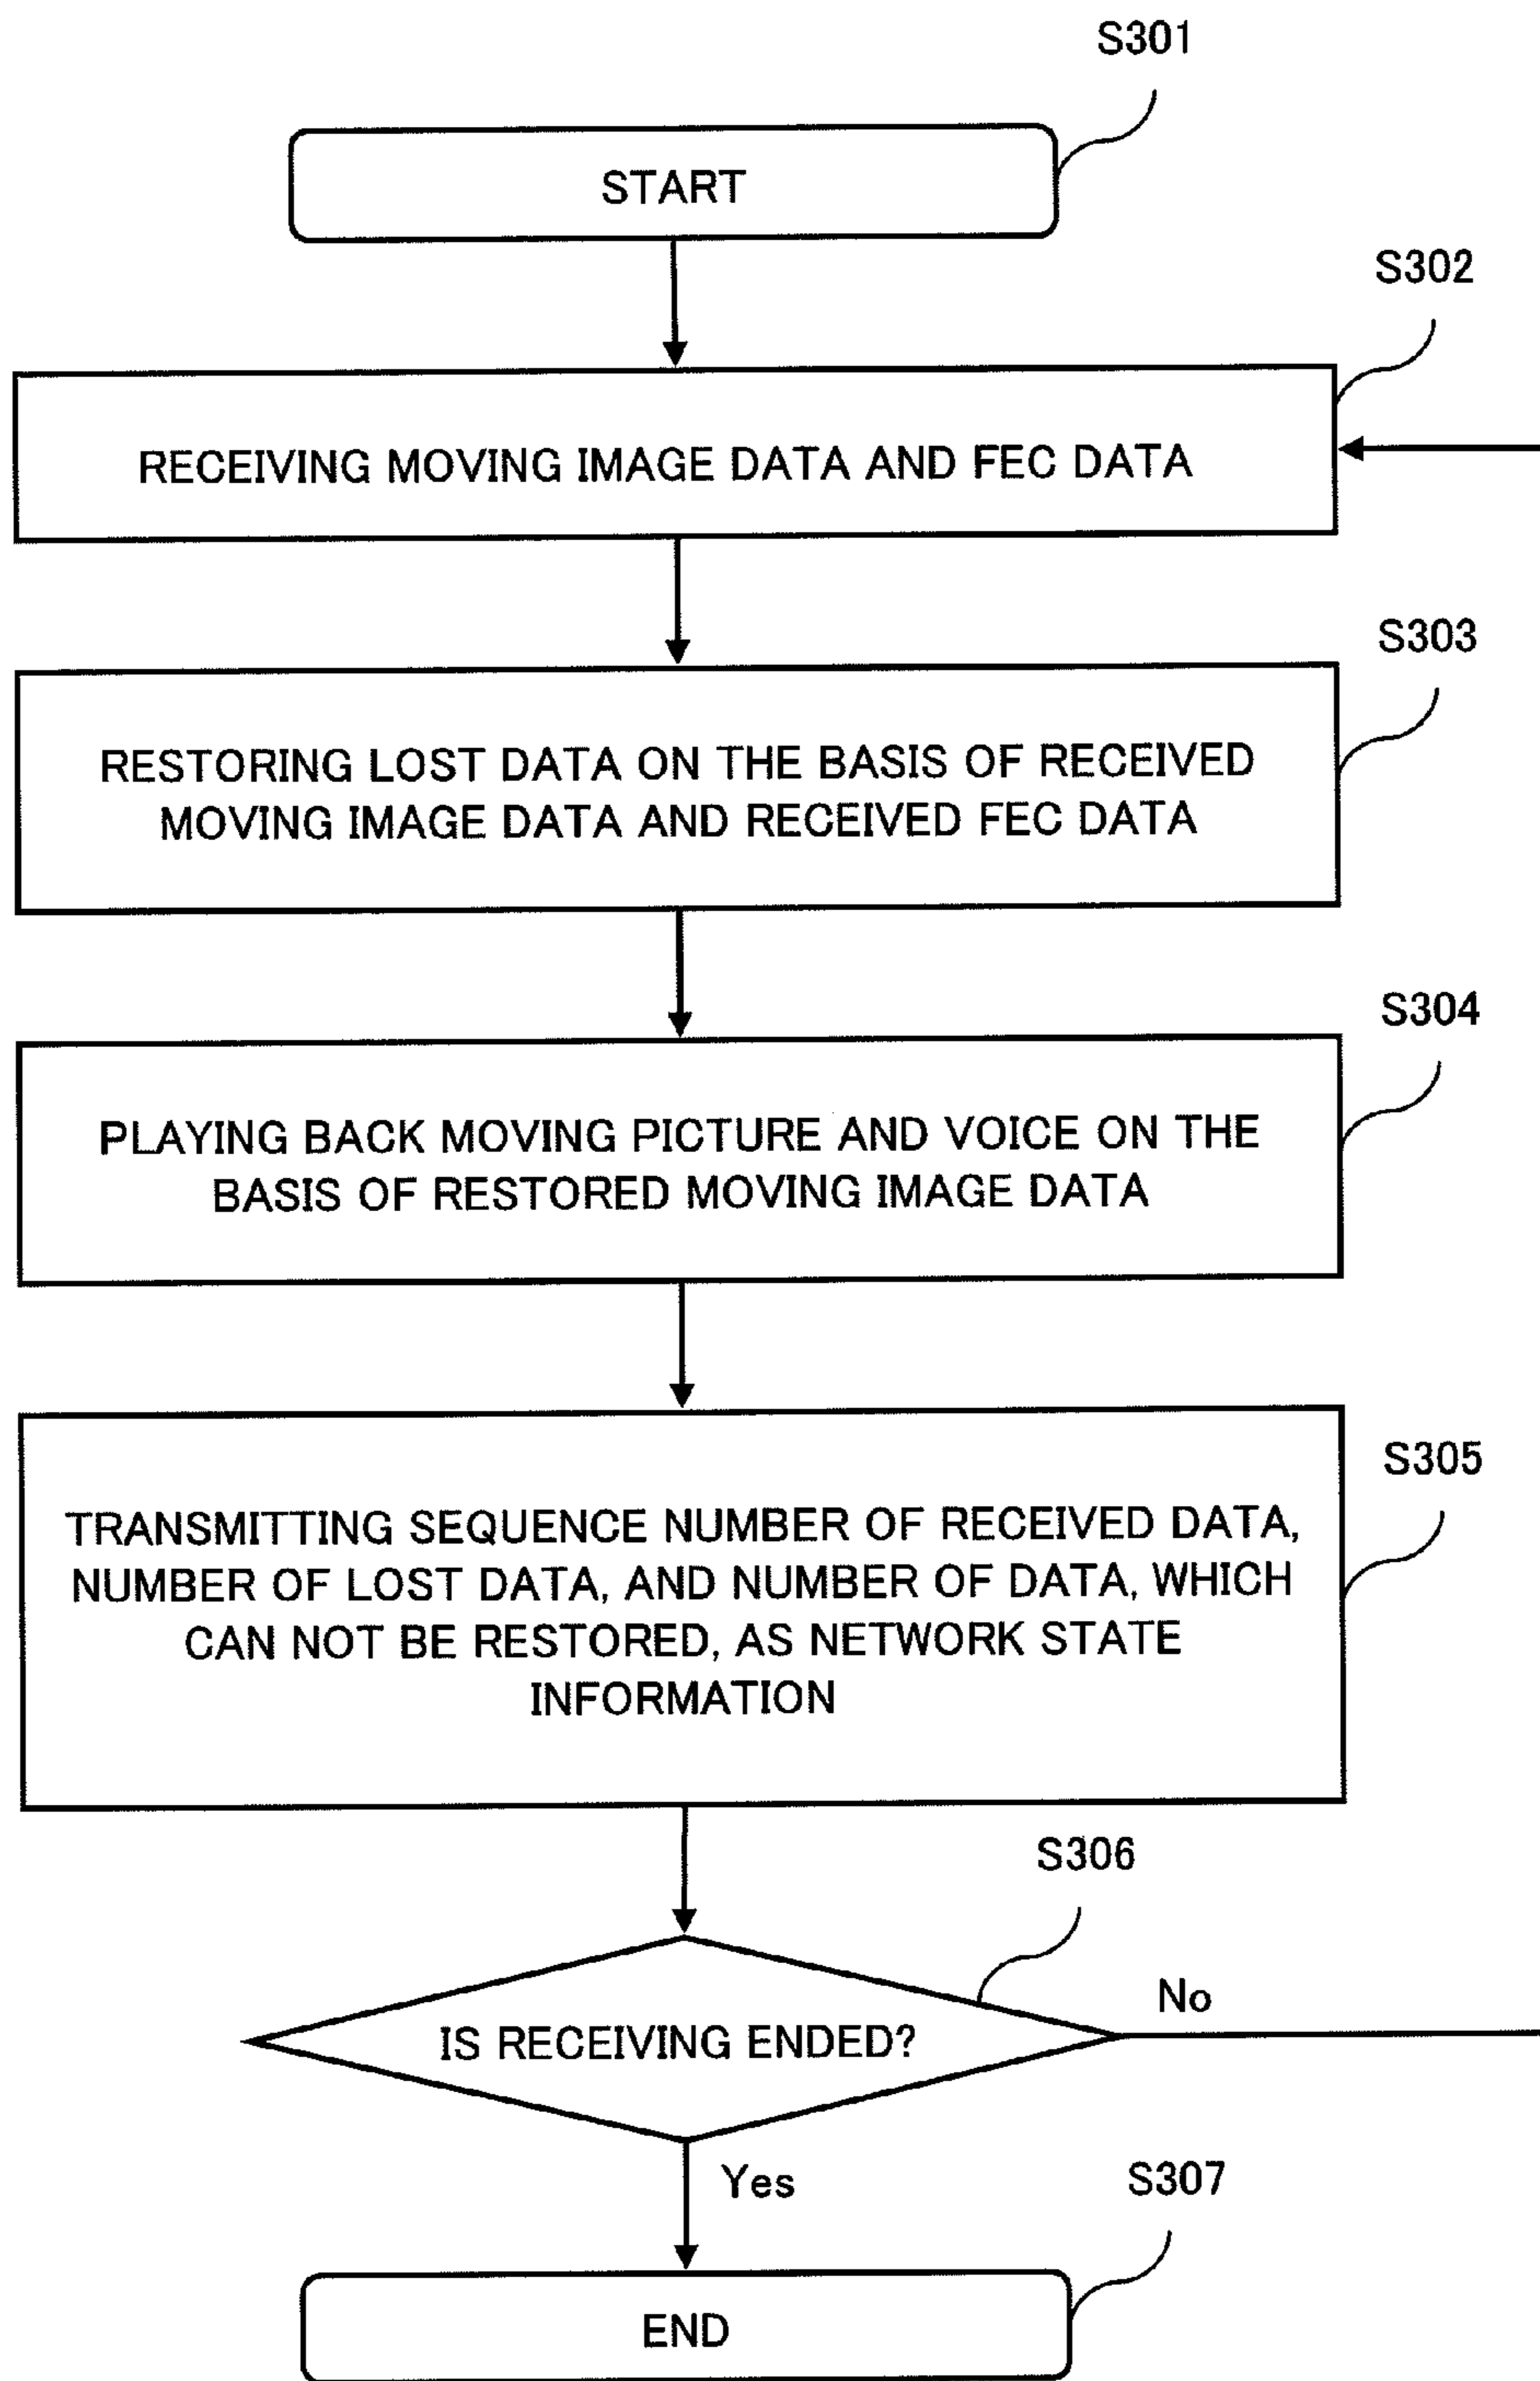 S301
START
S302
RECEIVING MOVING IMAGE DATA AND FEC DATA
S303
RESTORING LOST DATA ON THE BASIS OF RECEIVED
MOVING IMAGE DATA AND RECEIVED FEC DATA
S304
PLAYING BACK MOVING PICTURE AND VOICE ON THE
BASIS OF RESTORED MOVING IMAGE DATA
S305
TRANSMITTING SEQUENCE NUMBER OF RECEIVED DATA,
NUMBER OF LOST DATA, AND NUMBER OF DATA, WHICH
CAN NOT BE RESTORED, AS NETWORK STATE
INFORMATION
S306
No
IS RECEIVING ENDED?
Yes
S307
END